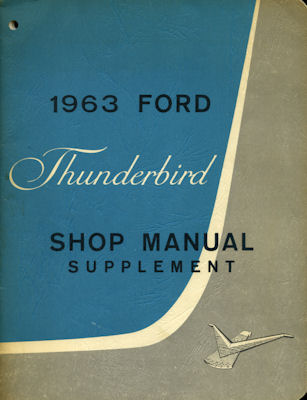 1963 FORD
Thunderbird
SHOP MANUAL
SUPPLEMENT